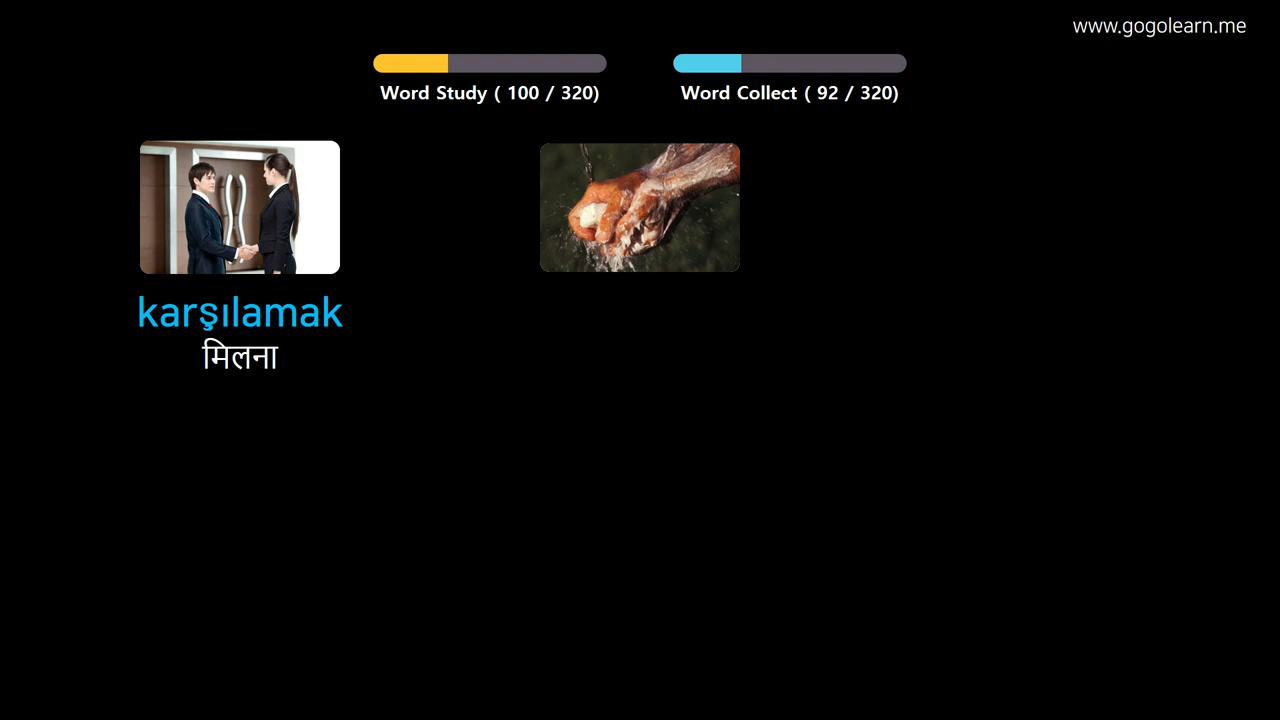 www.gogolearn.me
Word Study ( 100 / 320)
Word Collect ( 92 / 320)
karşılamak
मिलना